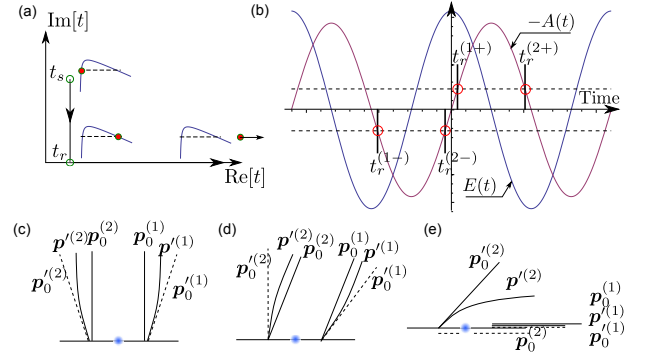 (a)
Im[t]
t_s
t_r
Re[t]
(b)
−A(t)
t_r^(1+)
t_r^(2+)
Time
t_r^(1-)
t_r^(2-)
E(t)
(c)
p'^(2)
p_0^(2)
p_0^(1)
p'^(1)
p_0'^(2)
p_0'^(1)
(d)
p'^(2)
p_0^(2)
p_0^(1)
p'^(1)
p_0'^(2)
p_0'^(1)
(e)
p_0'^(2)
p'^(2)
p_0^(1)
p'^(1)
p_0'^(1)
p_0^(2)